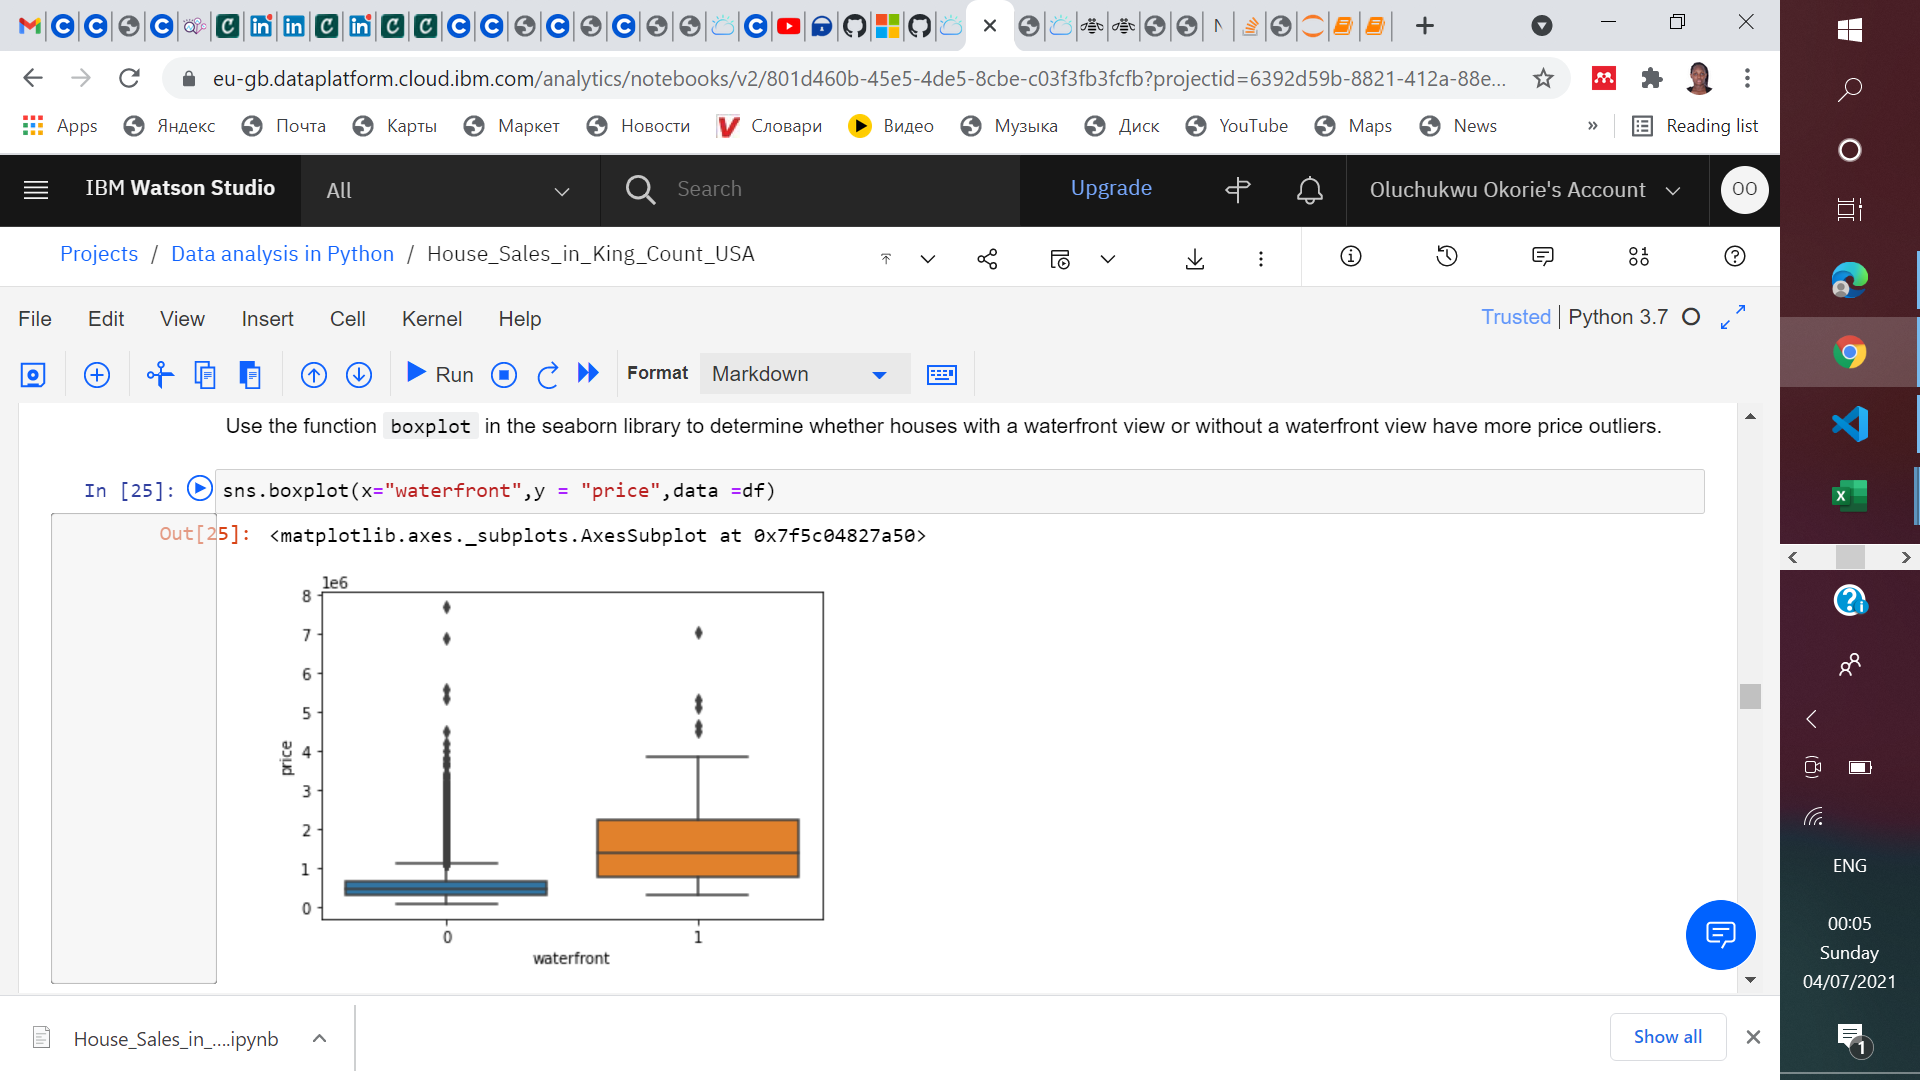 eu-gb.dataplatform.cloud.ibm.com/analytics/notebooks/v2/801d460b-45e5-4de5-8cbe-c03f3fb3fcfb?projectid=6392d59b-8821-412a-88e...
Apps Яндекс Почта Карты Маркет Новости Словари Видео Музыка Диск YouTube Maps News » Reading list
IBM Watson Studio All Search Upgrade Oluchukwu Okorie's Account OO
Projects / Data analysis in Python / House_Sales_in_King_Count_USA
File Edit View Insert Cell Kernel Help Trusted Python 3.7
Run Format Markdown
Use the function boxplot in the seaborn library to determine whether houses with a waterfront view or without a waterfront view have more price outliers.
In [25]: sns.boxplot(x="waterfront",y = "price",data =df)
Out[25]: <matplotlib.axes._subplots.AxesSubplot at 0x7f5c04827a50>
1e6
8
7
6
5
4
3
2
1
0
price
0 1
waterfront
House_Sales_in_....ipynb
Show all
ENG
00:05
Sunday
04/07/2021
1